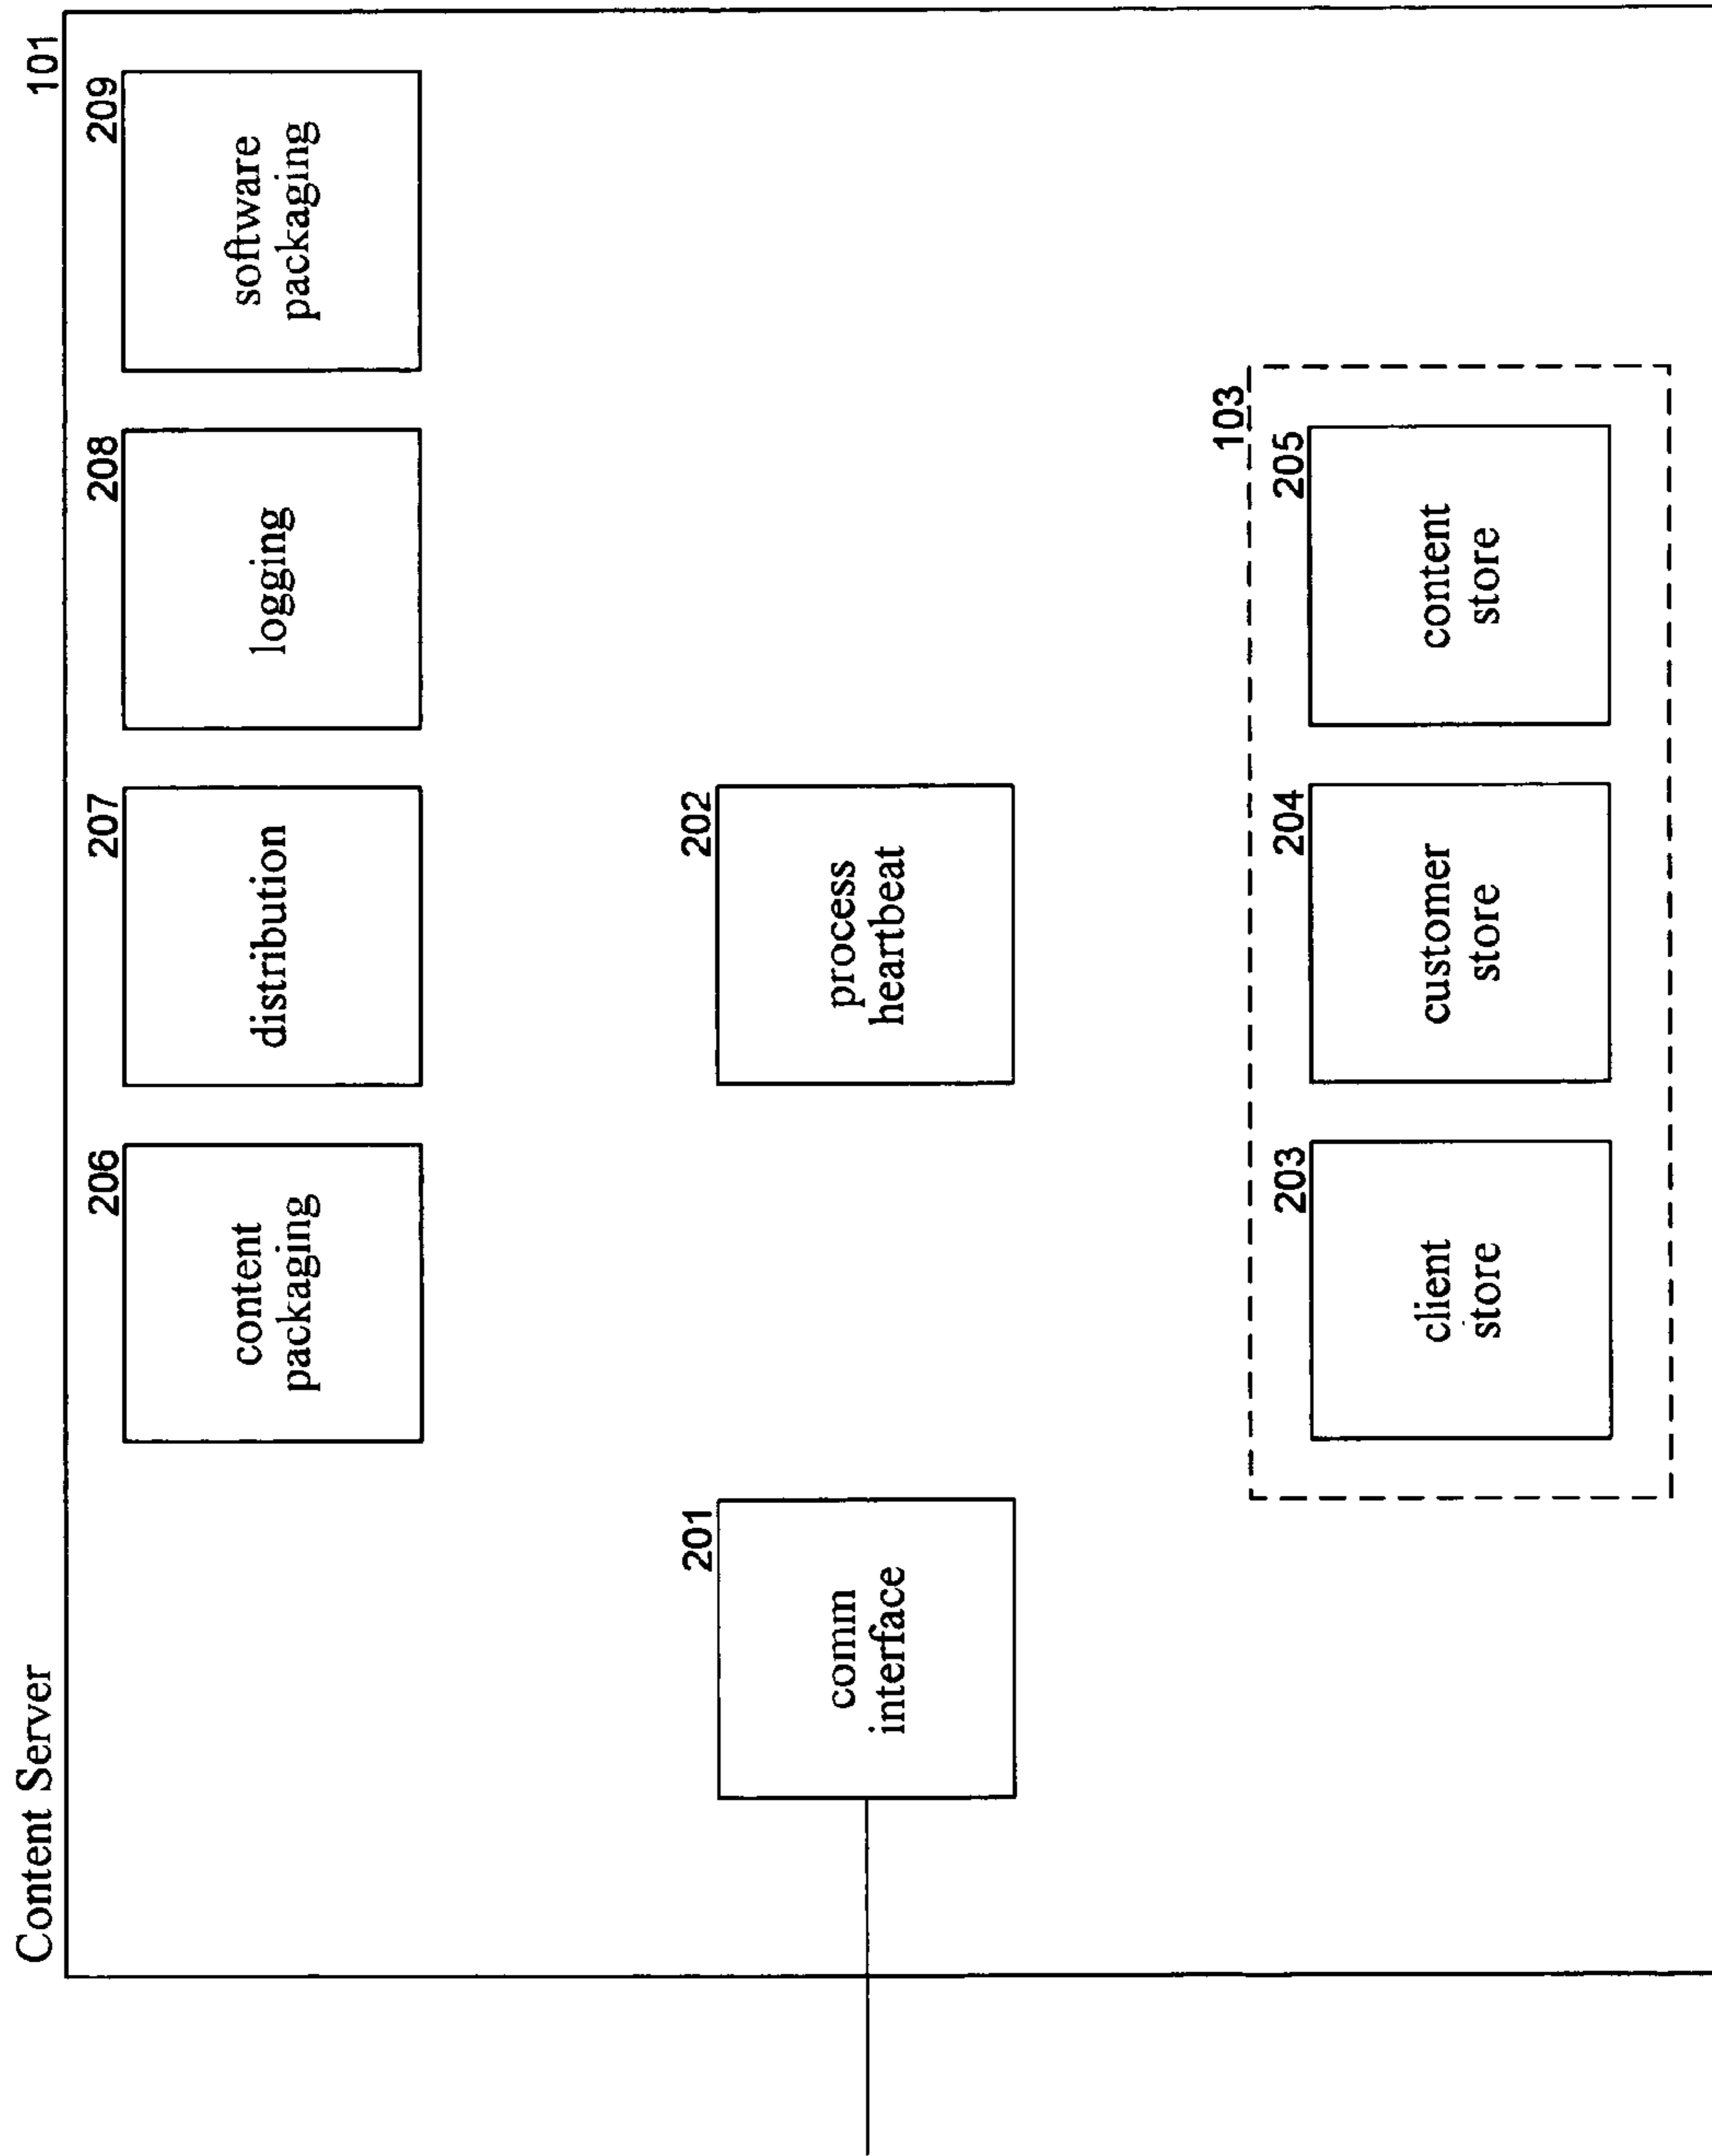 Content Server
101
206
content
packaging
207
distribution
208
logging
209
software
packaging
201
comm
interface
202
process
heartbeat
103
203
client
store
204
customer
store
205
content
store